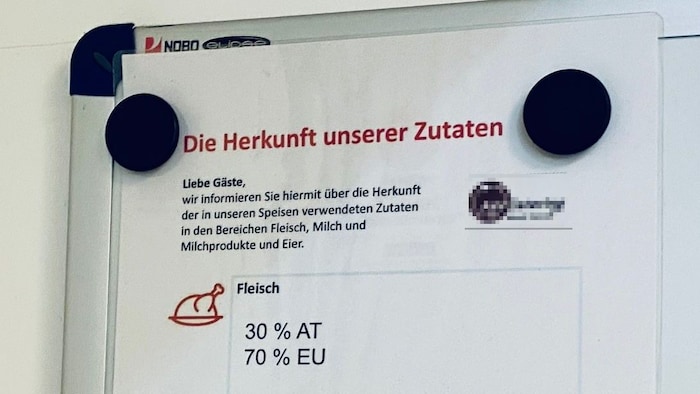 NOBO
Die Herkunft unserer Zutaten
Liebe Gäste,
wir informieren Sie hiermit über die Herkunft
der in unseren Speisen verwendeten Zutaten
in den Bereichen Fleisch, Milch und
Milchprodukte und Eier.
Fleisch
30 % AT
70 % EU